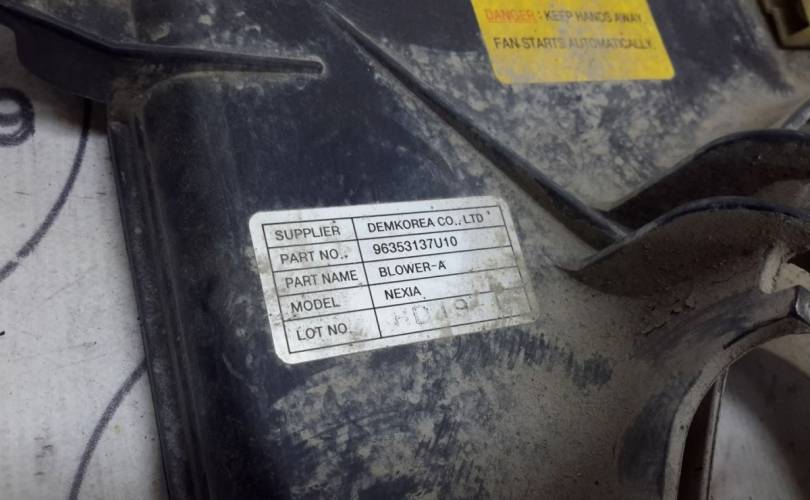 DANGER : KEEP HANDS AWAY.
FAN STARTS AUTOMATICALLY.
SUPPLIER DEMKOREA CO., LTD
PART NO., 96353137U10
PART NAME BLOWER-A
MODEL NEXIA
LOT NO.
9